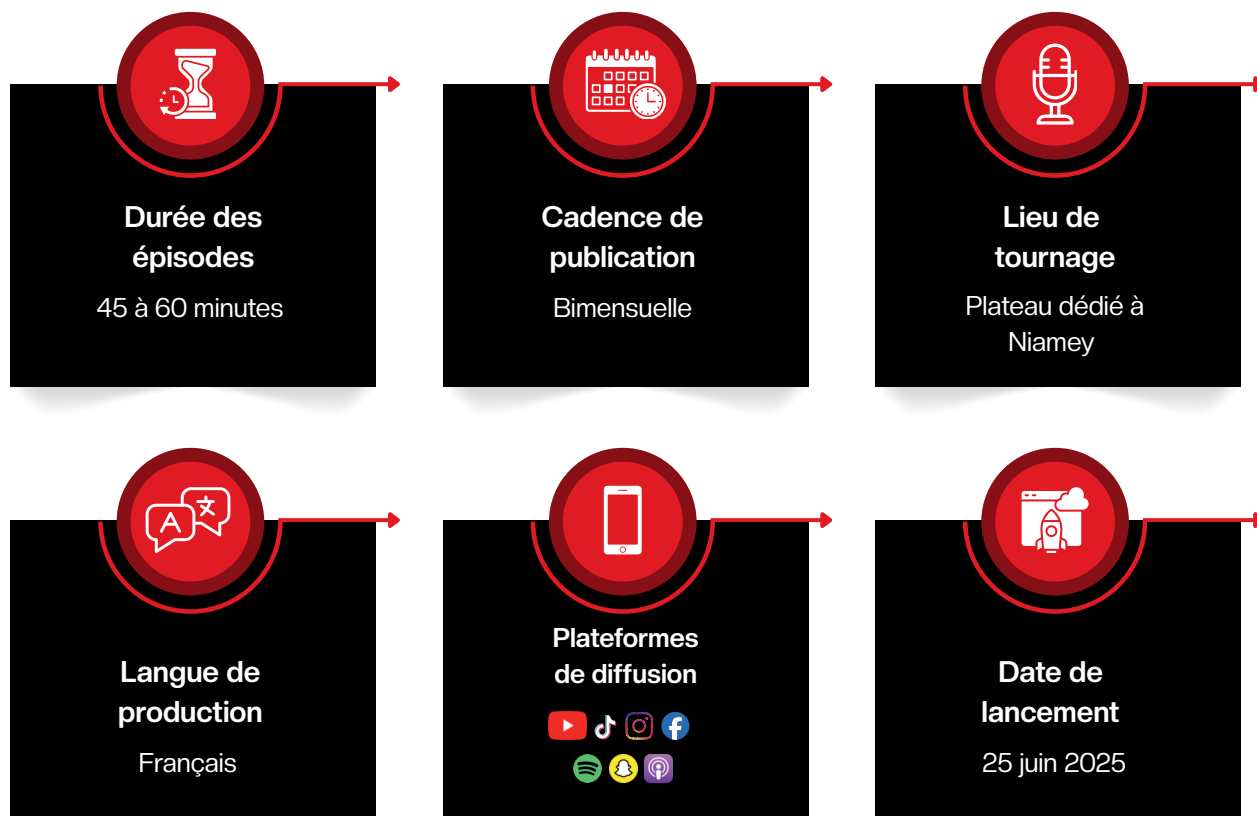 Durée des
épisodes
45 à 60 minutes
Cadence de
publication
Bimensuelle
Lieu de
tournage
Plateau dédié à
Niamey
A 文
Langue de
production
Français
Plateformes
de diffusion
Date de
lancement
25 juin 2025